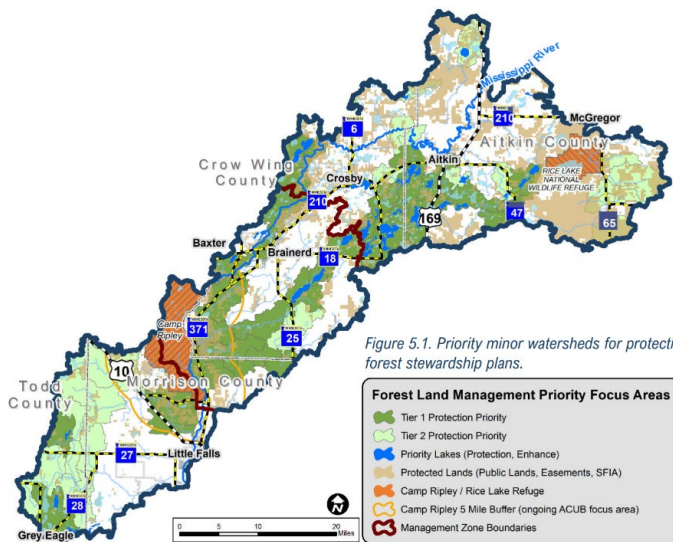 Mississippi River
6
210
McGregor
Aitkin County
Aitkin
Crow Wing
County
Crosby
RICE LAKE
NATIONAL
WILDLIFE REFUGE
210
169
47
65
Baxter
Brainerd
18
Camp
Ripley
371
25
10
Morrison County
Todd
County
Little Falls
27
28
Grey Eagle
Figure 5.1. Priority minor watersheds for protecti
forest stewardship plans.
Forest Land Management Priority Focus Areas
Tier 1 Protection Priority
Tier 2 Protection Priority
Priority Lakes (Protection, Enhance)
Protected Lands (Public Lands, Easements, SFIA)
Camp Ripley / Rice Lake Refuge
Camp Ripley 5 Mile Buffer (ongoing ACUB focus area)
Management Zone Boundaries
N
0 5 10 20
Miles